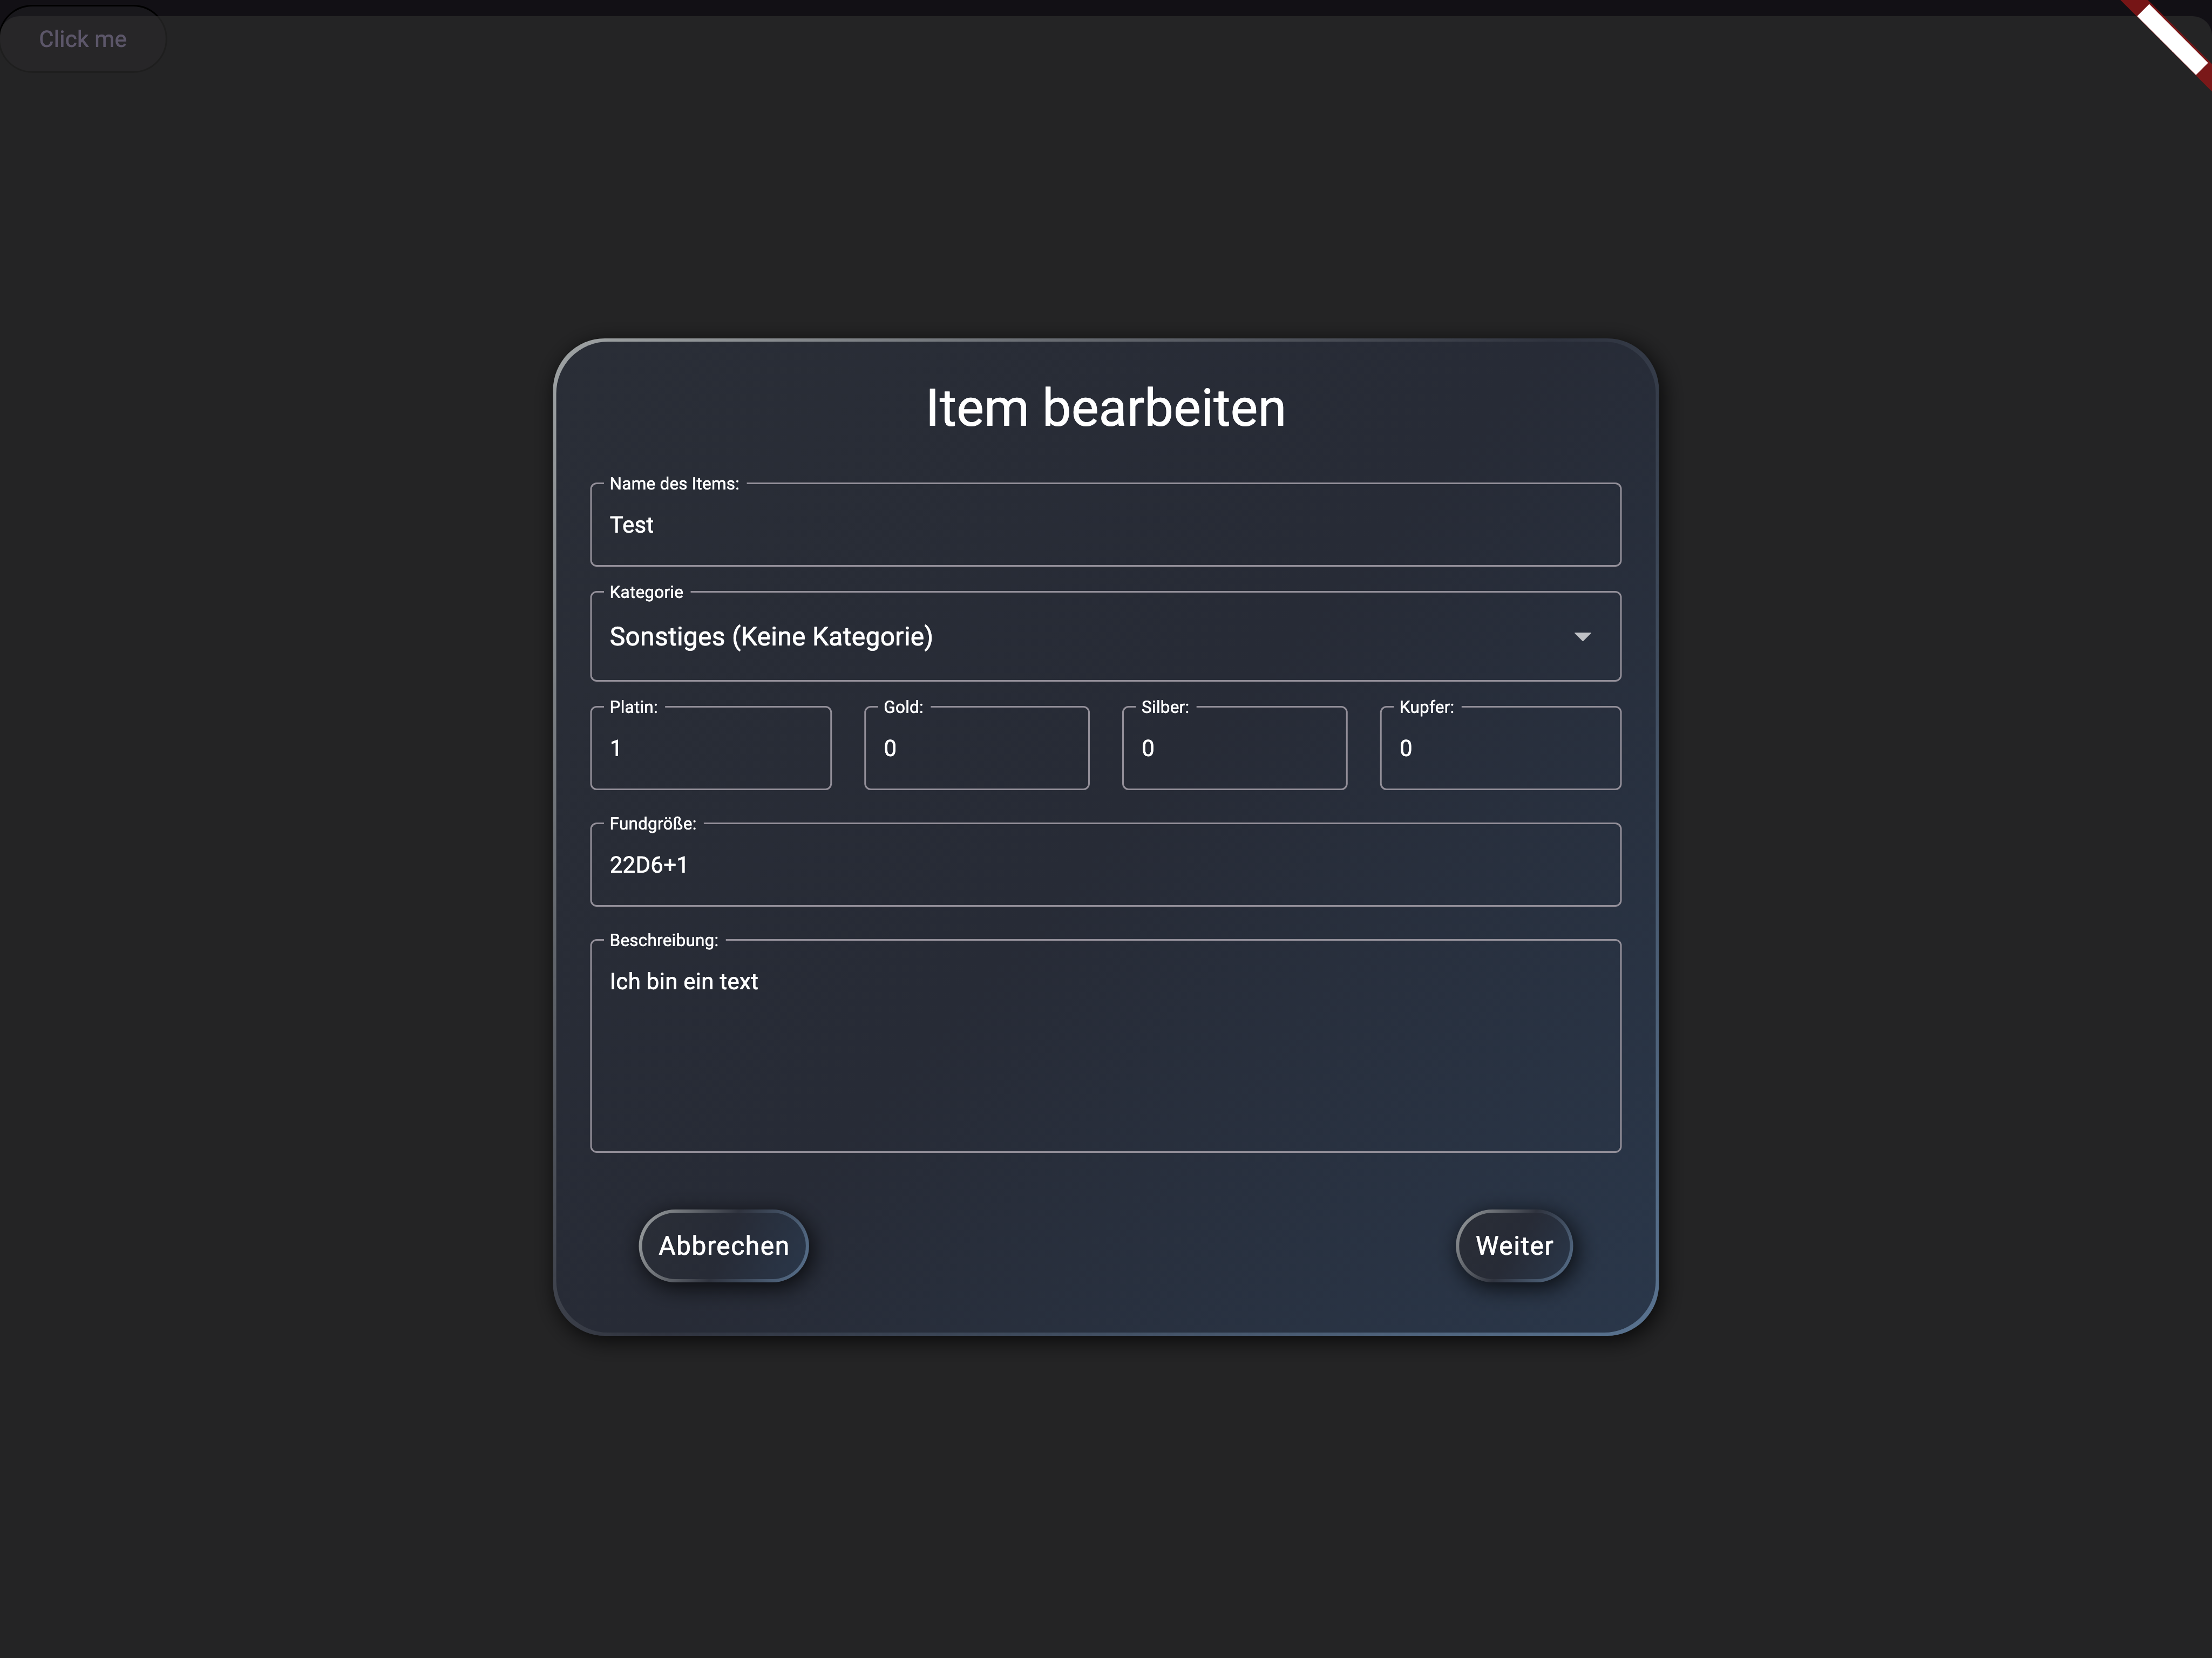 Click me
Item bearbeiten
Name des Items:
Test
Kategorie
Sonstiges (Keine Kategorie)
Platin:
Gold:
Silber:
Kupfer:
1
0
0
0
Fundgröße:
22D6+1
Beschreibung:
Ich bin ein text
Abbrechen
Weiter